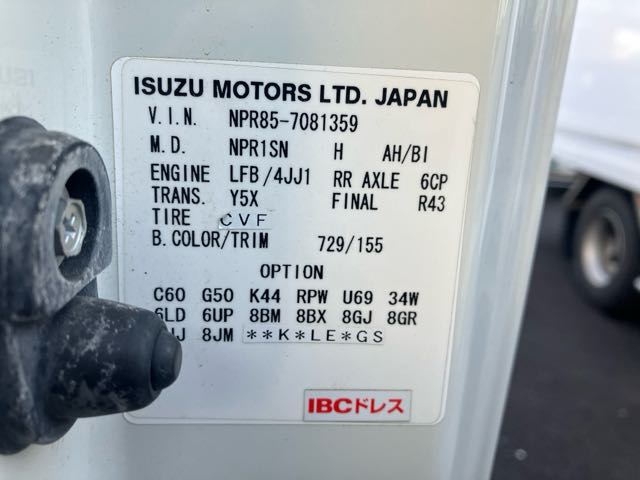 ISUZU MOTORS LTD. JAPAN
V.I.N. NPR85-7081359
M.D. NPR1SN H AH/BI
ENGINE LFB/4JJ1 RR AXLE 6CP
TRANS. Y5X FINAL R43
TIRE CVF
B.COLOR/TRIM 729/155
OPTION
C60 G50 K44 RPW U69 34W
6LD 6UP 8BM 8BX 8GJ 8GR
8JM **K*LE*GS
IBCドレス